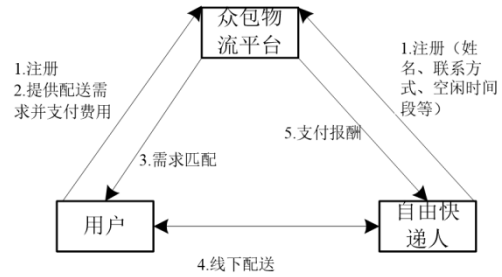 众包物
流平台
1.注册
2.提供配送需
求并支付费用
1.注册（姓
名、联系方
式、空闲时间
段等）
3.需求匹配
5.支付报酬
用户
自由快
递人
4.线下配送